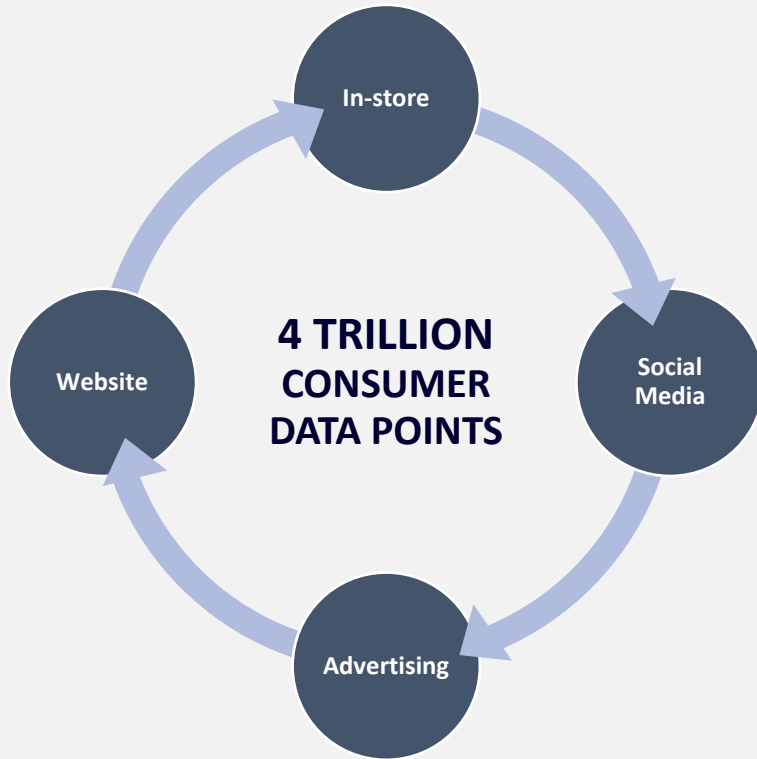 In-store
4 TRILLION
CONSUMER
DATA POINTS
Website
Social
Media
Advertising